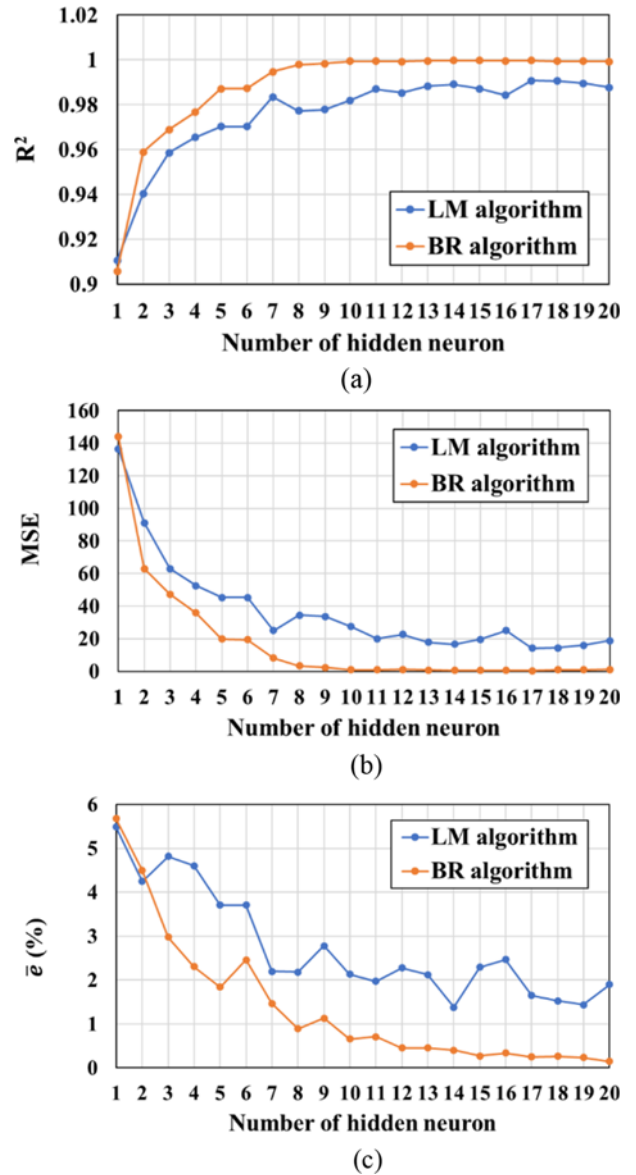 1.02
1
0.98
0.96
0.94
0.92
0.9
R²
LM algorithm
BR algorithm
1 2 3 4 5 6 7 8 9 10 11 12 13 14 15 16 17 18 19 20
Number of hidden neuron
(a)
160
140
120
100
80
60
40
20
0
MSE
LM algorithm
BR algorithm
1 2 3 4 5 6 7 8 9 10 11 12 13 14 15 16 17 18 19 20
Number of hidden neuron
(b)
6
5
4
3
2
1
0
ē (%)
LM algorithm
BR algorithm
1 2 3 4 5 6 7 8 9 10 11 12 13 14 15 16 17 18 19 20
Number of hidden neuron
(c)